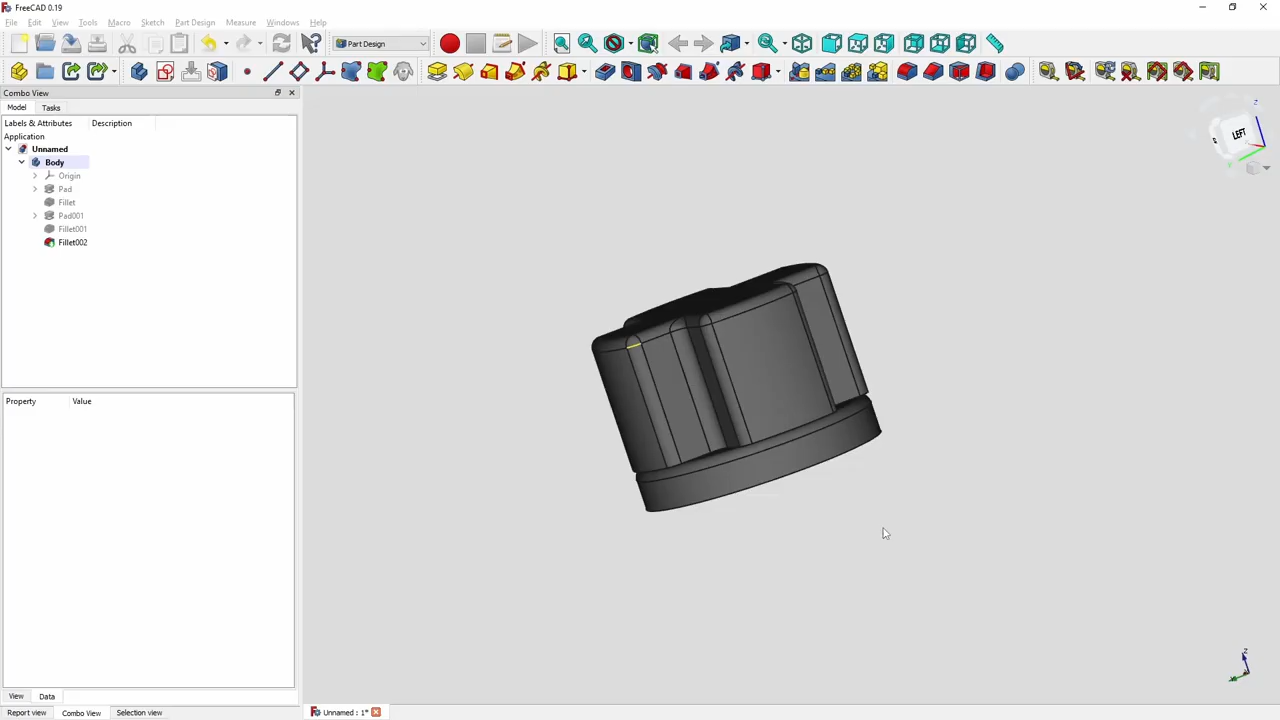 FreeCAD 0.19
File Edit View Tools Macro Sketch Part Design Measure Windows Help
Part Design
Combo View
Model Tasks
Labels & Attributes Description
Application
Unnamed
Body
Origin
Pad
Fillet
Pad001
Fillet001
Fillet002
Property Value
View Data
Report view Combo View Selection view
Unnamed : 1*
LEFT
Z
Z